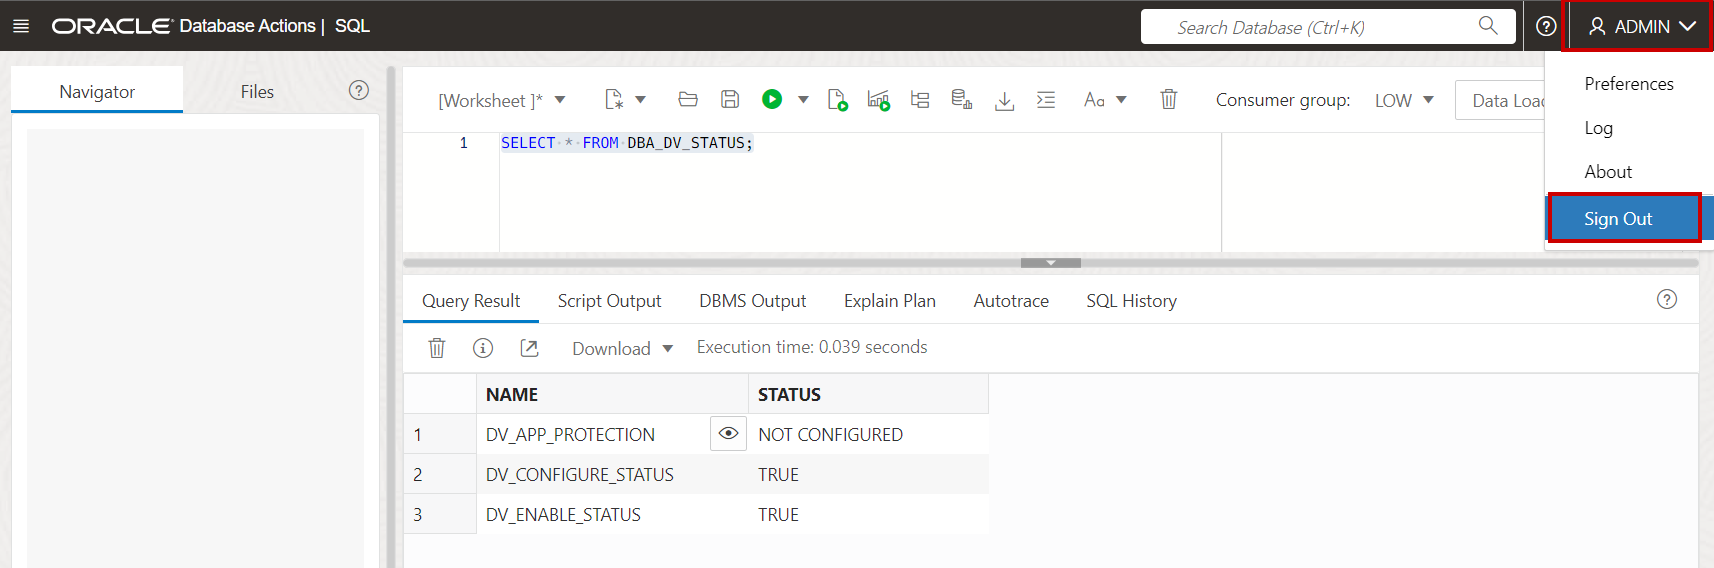 ORACLE Database Actions | SQL
Search Database (Ctrl+K)
ADMIN
Preferences
Log
About
Sign Out
Navigator
Files
[Worksheet ]*
Aa
Consumer group:
LOW
Data Loa
1
SELECT * FROM DBA_DV_STATUS;
Query Result
Script Output
DBMS Output
Explain Plan
Autotrace
SQL History
Download
Execution time: 0.039 seconds
NAME STATUS
1 DV_APP_PROTECTION NOT CONFIGURED
2 DV_CONFIGURE_STATUS TRUE
3 DV_ENABLE_STATUS TRUE